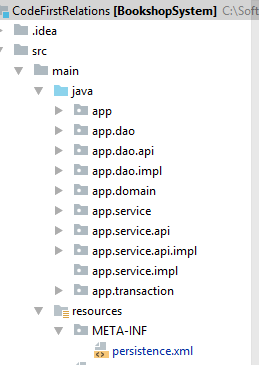 CodeFirstRelations [BookshopSystem] C:\Soft
.idea
src
main
java
app
app.dao
app.dao.api
app.dao.impl
app.domain
app.service
app.service.api
app.service.api.impl
app.service.impl
app.transaction
resources
META-INF
persistence.xml